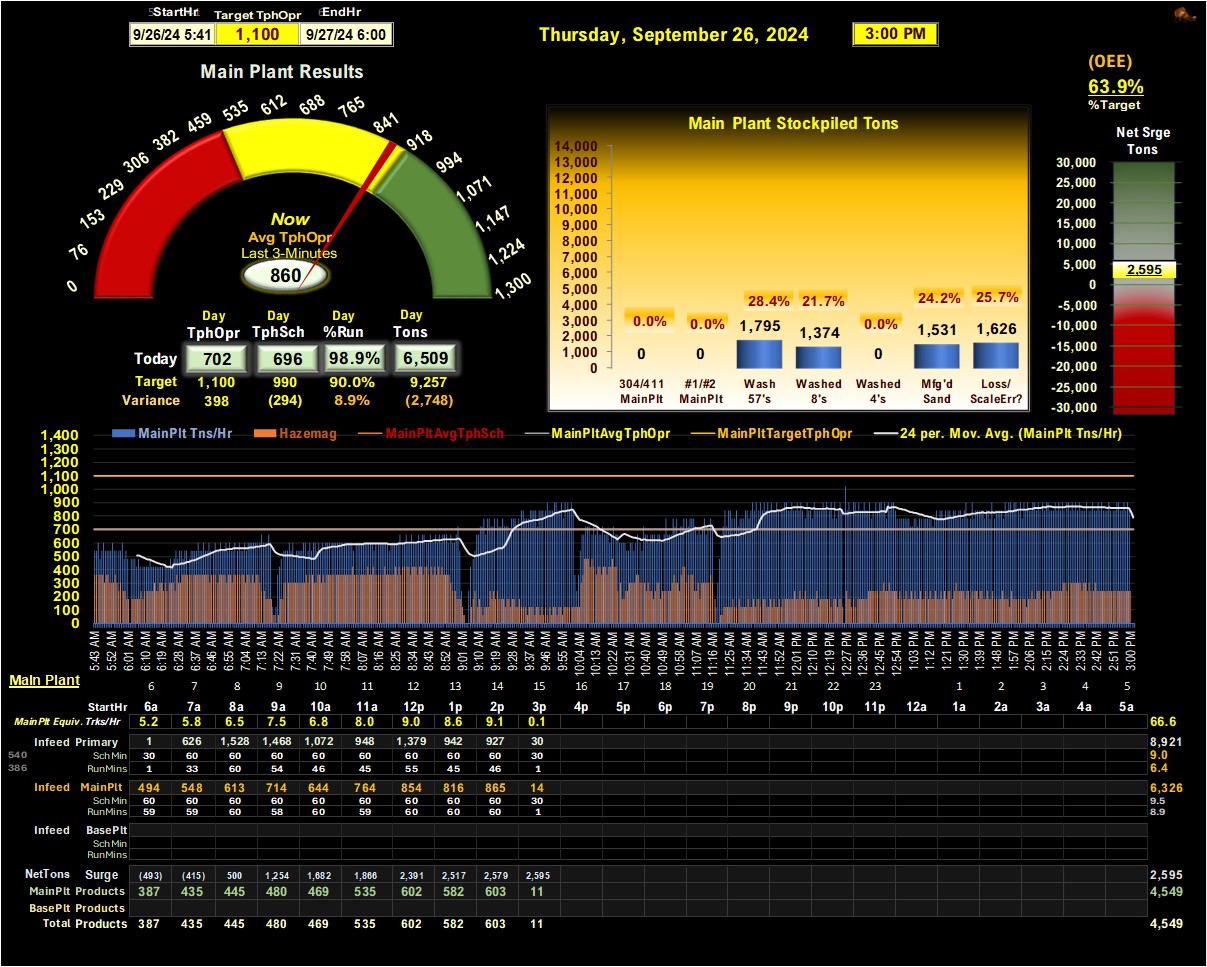 StartHr Target TphOpr EndHr
9/26/24 5:41 1,100 9/27/24 6:00
Thursday, September 26, 2024 3:00 PM
(OEE)
63.9%
%Target
Main Plant Results
0 76 153 229 306 382 459 535 612 688 765 841 918 994 1,071 1,147 1,224 1,300
Now
Avg TphOpr
Last 3-Minutes
860
Day Day Day Day
TphOpr TphSch %Run Tons
Today 702 696 98.9% 6,509
Target 1,100 990 90.0% 9,257
Variance 398 (294) 8.9% (2,748)
Main Plant Stockpiled Tons
14,000
13,000
12,000
11,000
10,000
9,000
8,000
7,000
6,000
5,000
4,000
3,000
2,000
1,000
0
0.0% 0.0% 28.4% 21.7% 0.0% 24.2% 25.7%
0 0 1,795 1,374 0 1,531 1,626
304/411 #1/#2 Wash Washed Washed Mfg'd Loss/
MainPlt MainPlt 57's 8's 4's Sand ScaleErr?
Net Srge
Tons
30,000
25,000
20,000
15,000
10,000
5,000
2,595
0
-5,000
-10,000
-15,000
-20,000
-25,000
-30,000
MainPlt Tns/Hr Hazemag MainPltAvgTphSch MainPltAvgTphOpr MainPltTargetTphOpr 24 per. Mov. Avg. (MainPlt Tns/Hr)
1,400
1,300
1,200
1,100
1,000
900
800
700
600
500
400
300
200
100
0
5:43 AM 5:52 AM 6:01 AM 6:10 AM 6:19 AM 6:28 AM 6:37 AM 6:46 AM 6:55 AM 7:04 AM 7:13 AM 7:22 AM 7:31 AM 7:40 AM 7:49 AM 7:58 AM 8:07 AM 8:16 AM 8:25 AM 8:34 AM 8:43 AM 8:52 AM 9:01 AM 9:10 AM 9:19 AM 9:28 AM 9:37 AM 9:46 AM 9:55 AM 10:04 AM 10:13 AM 10:22 AM 10:31 AM 10:40 AM 10:49 AM 10:58 AM 11:07 AM 11:16 AM 11:25 AM 11:34 AM 11:43 AM 11:52 AM 12:01 PM 12:10 PM 12:19 PM 12:27 PM 12:36 PM 12:45 PM 12:54 PM 1:03 PM 1:12 PM 1:21 PM 1:30 PM 1:39 PM 1:48 PM 1:57 PM 2:06 PM 2:15 PM 2:24 PM 2:33 PM 2:42 PM 2:51 PM 3:00 PM
Main Plant
6 7 8 9 10 11 12 13 14 15 16 17 18 19 20 21 22 23 1 2 3 4 5
StartHr 6a 7a 8a 9a 10a 11a 12p 1p 2p 3p 4p 5p 6p 7p 8p 9p 10p 11p 12a 1a 2a 3a 4a 5a
MainPlt Equiv. Trks/Hr 5.2 5.8 6.5 7.5 6.8 8.0 9.0 8.6 9.1 0.1 66.6
Infeed Primary 1 626 1,528 1,468 1,072 948 1,379 942 927 30 8,921
540 Sch Min 30 60 60 60 60 60 60 60 60 30 9.0
386 RunMins 1 33 60 54 46 45 55 45 46 1 6.4
Infeed MainPlt 494 548 613 714 644 764 854 816 865 14 6,326
Sch Min 60 60 60 60 60 60 60 60 60 30 9.5
RunMins 59 59 60 58 60 59 60 60 60 1 8.9
Infeed BasePlt
Sch Min
RunMins
NetTons Surge (493) (415) 500 1,254 1,682 1,866 2,391 2,517 2,579 2,595 2,595
MainPlt Products 387 435 445 480 469 535 602 582 603 11 4,549
BasePlt Products
Total Products 387 435 445 480 469 535 602 582 603 11 4,549